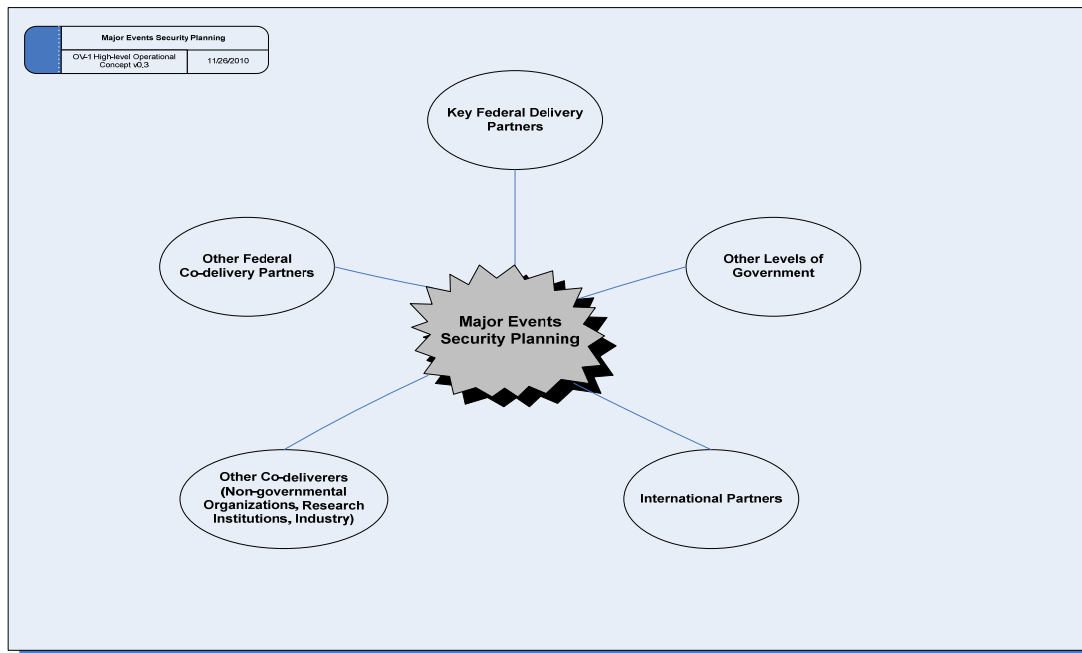 Major Events Security Planning
OV-1 High-level Operational
Concept v0.3
11/26/2010
Key Federal Delivery
Partners
Other Federal
Co-delivery Partners
Other Levels of
Government
Major Events
Security Planning
Other Co-deliverers
(Non-governmental
Organizations, Research
Institutions, Industry)
International Partners